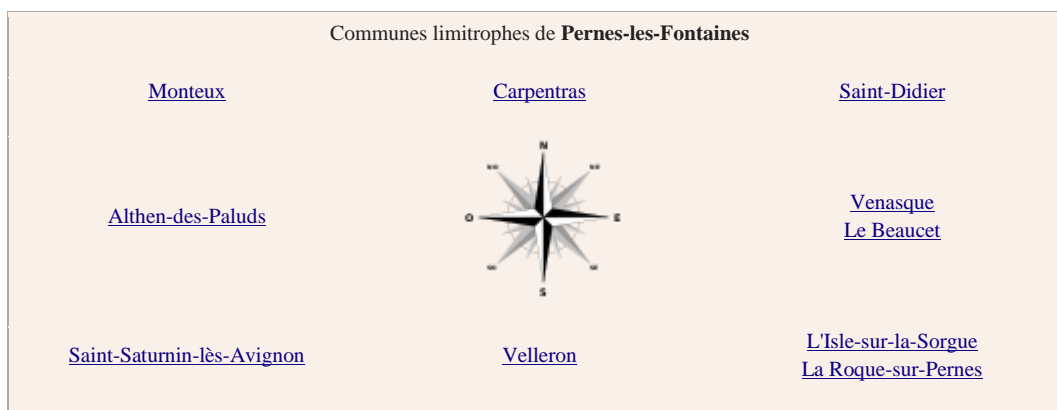 Communes limitrophes de Pernes-les-Fontaines
Monteux
Carpentras
Saint-Didier
N
Althen-des-Paluds
O
E
Venasque
Le Beaucet
S
Saint-Saturnin-lès-Avignon
Velleron
L'Isle-sur-la-Sorgue
La Roque-sur-Pernes